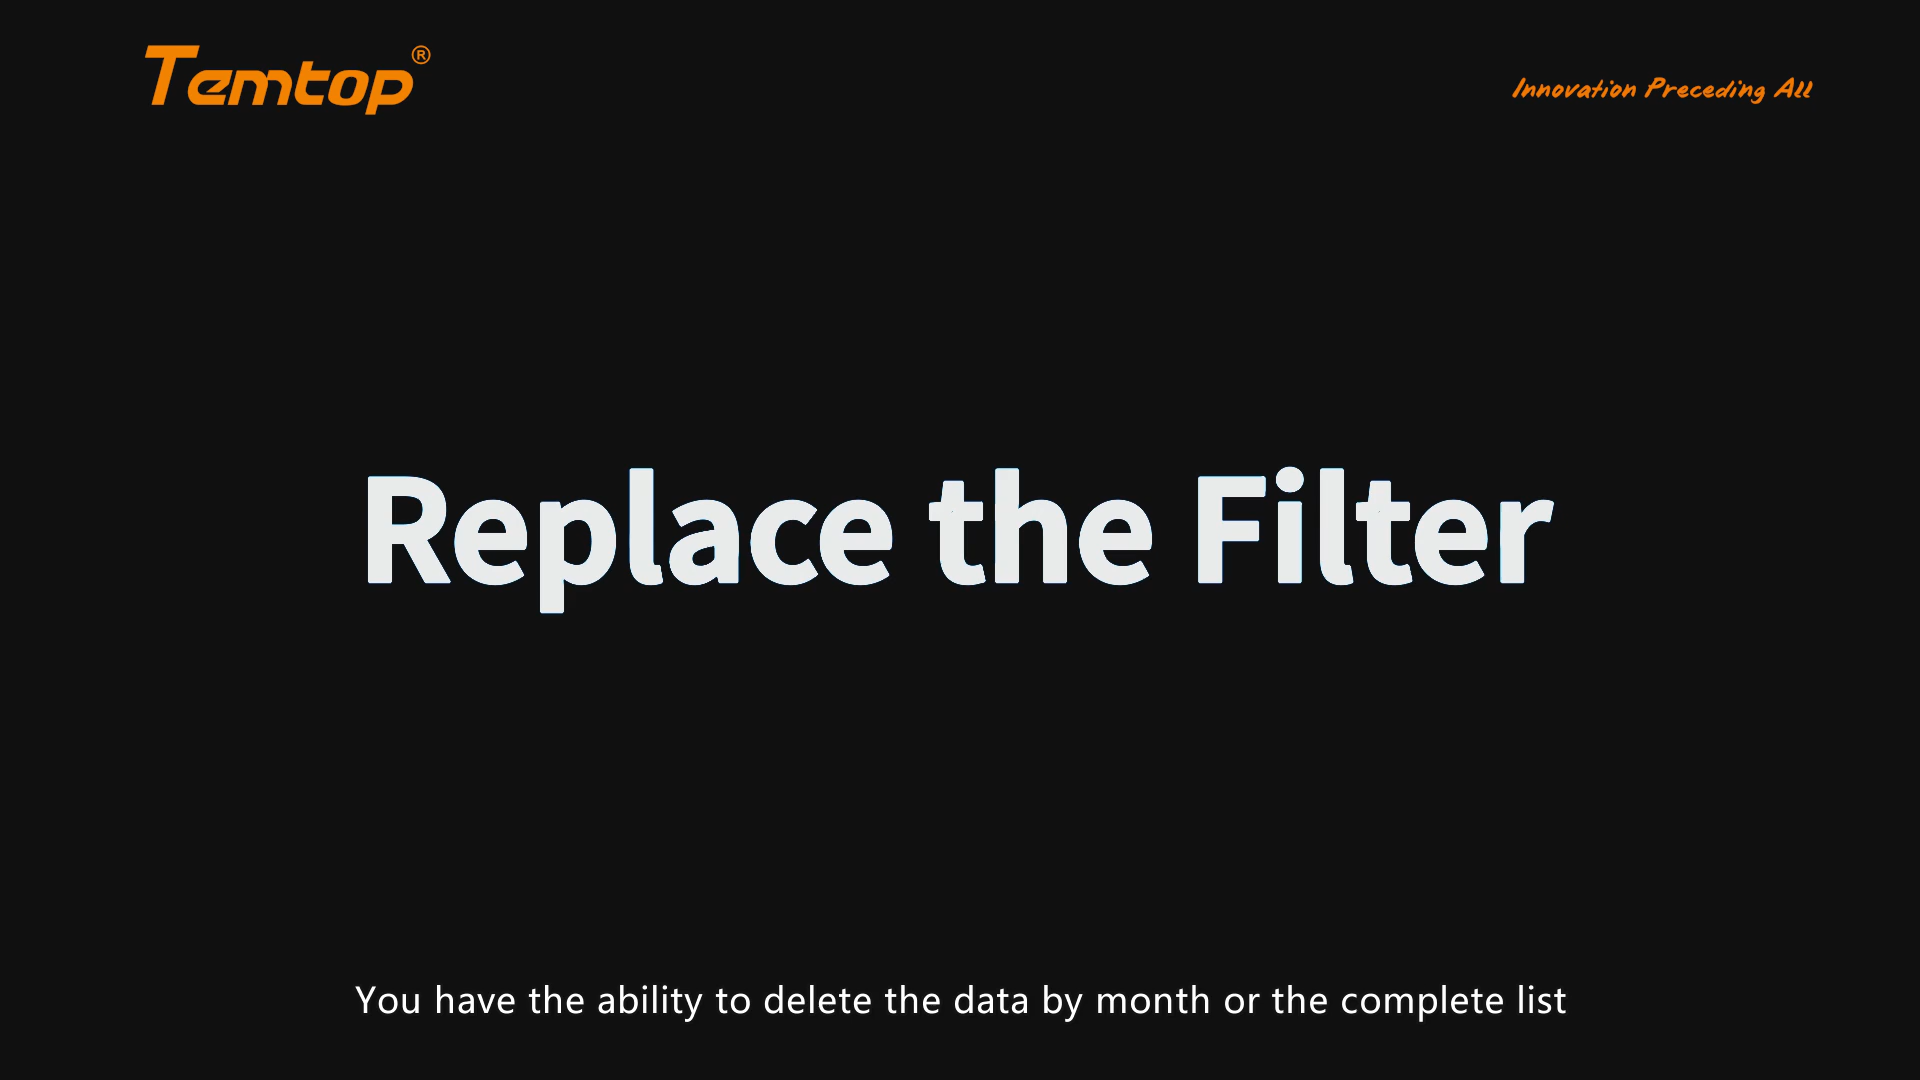 Temtop®
Innovation Preceding All
Replace the Filter
You have the ability to delete the data by month or the complete list